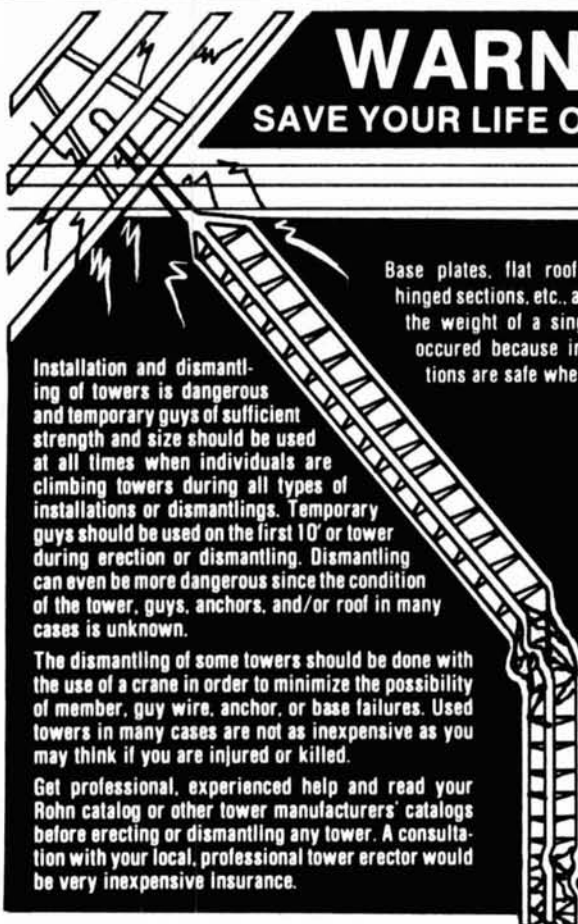 WARN
SAVE YOUR LIFE O
Base plates, flat roof
hinged sections, etc., a
the weight of a sing
occured because in
tions are safe whe
Installation and dismantl-
ing of towers is dangerous
and temporary guys of sufficient
strength and size should be used
at all times when individuals are
climbing towers during all types of
installations or dismantlings. Temporary
guys should be used on the first 10' or tower
during erection or dismantling. Dismantling
can even be more dangerous since the condition
of the tower, guys, anchors, and/or roof in many
cases is unknown.
The dismantling of some towers should be done with
the use of a crane in order to minimize the possibility
of member, guy wire, anchor, or base failures. Used
towers in many cases are not as inexpensive as you
may think if you are injured or killed.
Get professional, experienced help and read your
Rohn catalog or other tower manufacturers' catalogs
before erecting or dismantling any tower. A consulta-
tion with your local, professional tower erector would
be very inexpensive insurance.